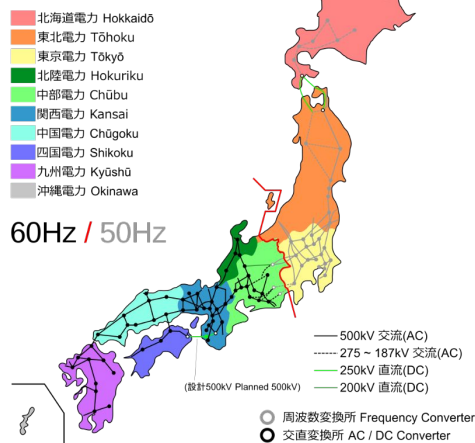 北海道電力 Hokkaidō
東北電力 Tōhoku
東京電力 Tōkyō
北陸電力 Hokuriku
中部電力 Chūbu
関西電力 Kansai
中国電力 Chūgoku
四国電力 Shikoku
九州電力 Kyūshū
沖縄電力 Okinawa
60Hz / 50Hz
(設計500kV Planned 500kV)
500kV 交流(AC)
275 ~ 187kV 交流(AC)
250kV 直流(DC)
200kV 直流(DC)
周波数変換所 Frequency Converter
交直変換所 AC / DC Converter